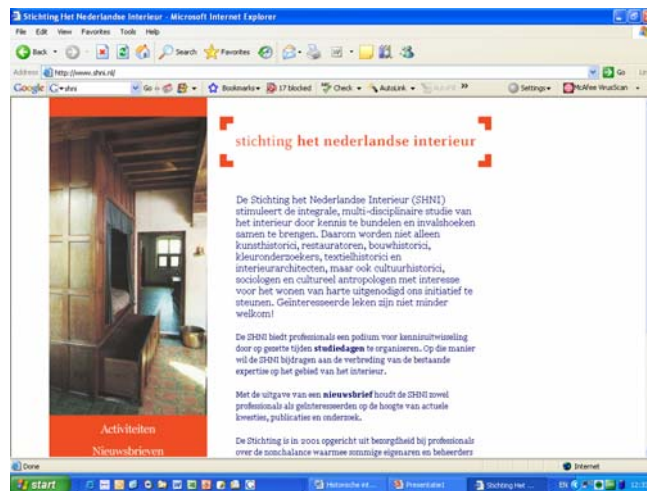 Stichting Het Nederlandse Interieur - Microsoft Internet Explorer
File Edit View Favorites Tools Help
Back Search Favorites
Address http://www.shni.nl/ Go
Google shni Go Bookmarks 17 blocked Check AutoLink Settings McAfee VirusScan
stichting het nederlandse interieur
De Stichting het Nederlandse Interieur (SHNI)
stimuleert de integrale, multi-disciplinaire studie van
het interieur door kennis te bundelen en invalshoeken
samen te brengen. Daarom worden niet alleen
kunsthistorici, restauratoren, bouwhistorici,
kleuronderzoekers, textielhistorici en
interieurarchitecten, maar ook cultuurhistorici,
sociologen en cultureel antropologen met interesse
voor het wonen van harte uitgenodigd ons initiatief te
steunen. Geïnteresseerde leken zijn niet minder
welkom!
De SHNI biedt professionals een podium voor kennisuitwisseling
door op gezette tijden studiedagen te organiseren. Op die manier
wil de SHNI bijdragen aan de verbreding van de bestaande
expertise op het gebied van het interieur.
Met de uitgave van een nieuwsbrief houdt de SHNI zowel
professionals als geïnteresseerden op de hoogte van actuele
kwesties, publicaties en onderzoek.
De Stichting is in 2001 opgericht uit bezorgdheid bij professionals
over de nonchalance waarmee sommige eigenaren en beheerders
Activiteiten
Nieuwsbrieven
Done Internet
start Historische int... Presentatie1 Stichting Het ... EN